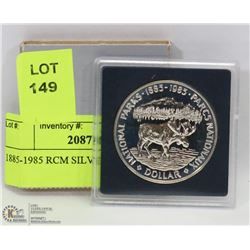 LOT
149
Lot #: Inventory #:
2087
1885-1985 RCM SILV
NATIONAL PARKS · 1885-1985 · PARCS NATIONAUX
DOLLAR